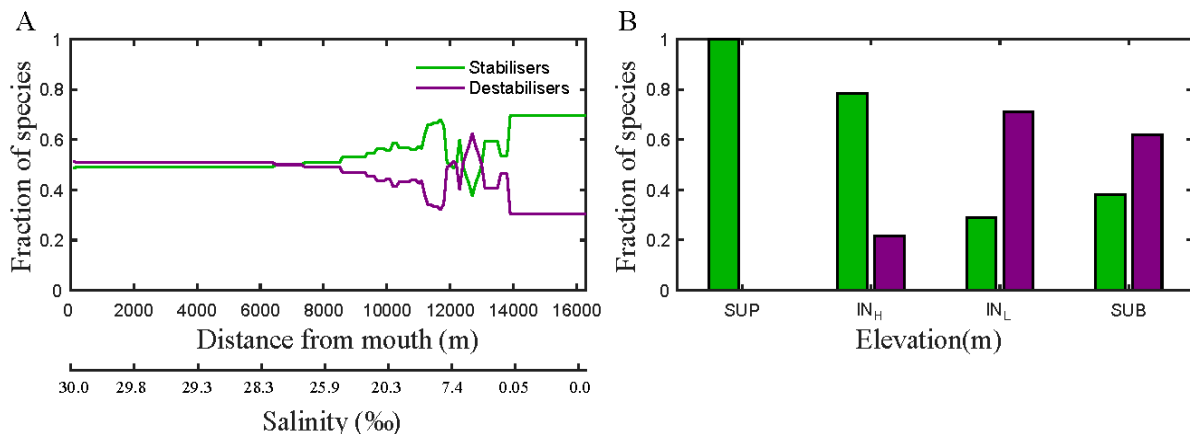 A
Fraction of species
1
0.8
0.6
0.4
0.2
0
Stabilisers
Destabilisers
0 2000 4000 6000 8000 10000 12000 14000 16000
Distance from mouth (m)
30.0 29.8 29.3 28.3 25.9 20.3 7.4 0.05 0.0
Salinity (‰)
B
Fraction of species
1
0.8
0.6
0.4
0.2
0
SUP IN_H IN_L SUB
Elevation(m)